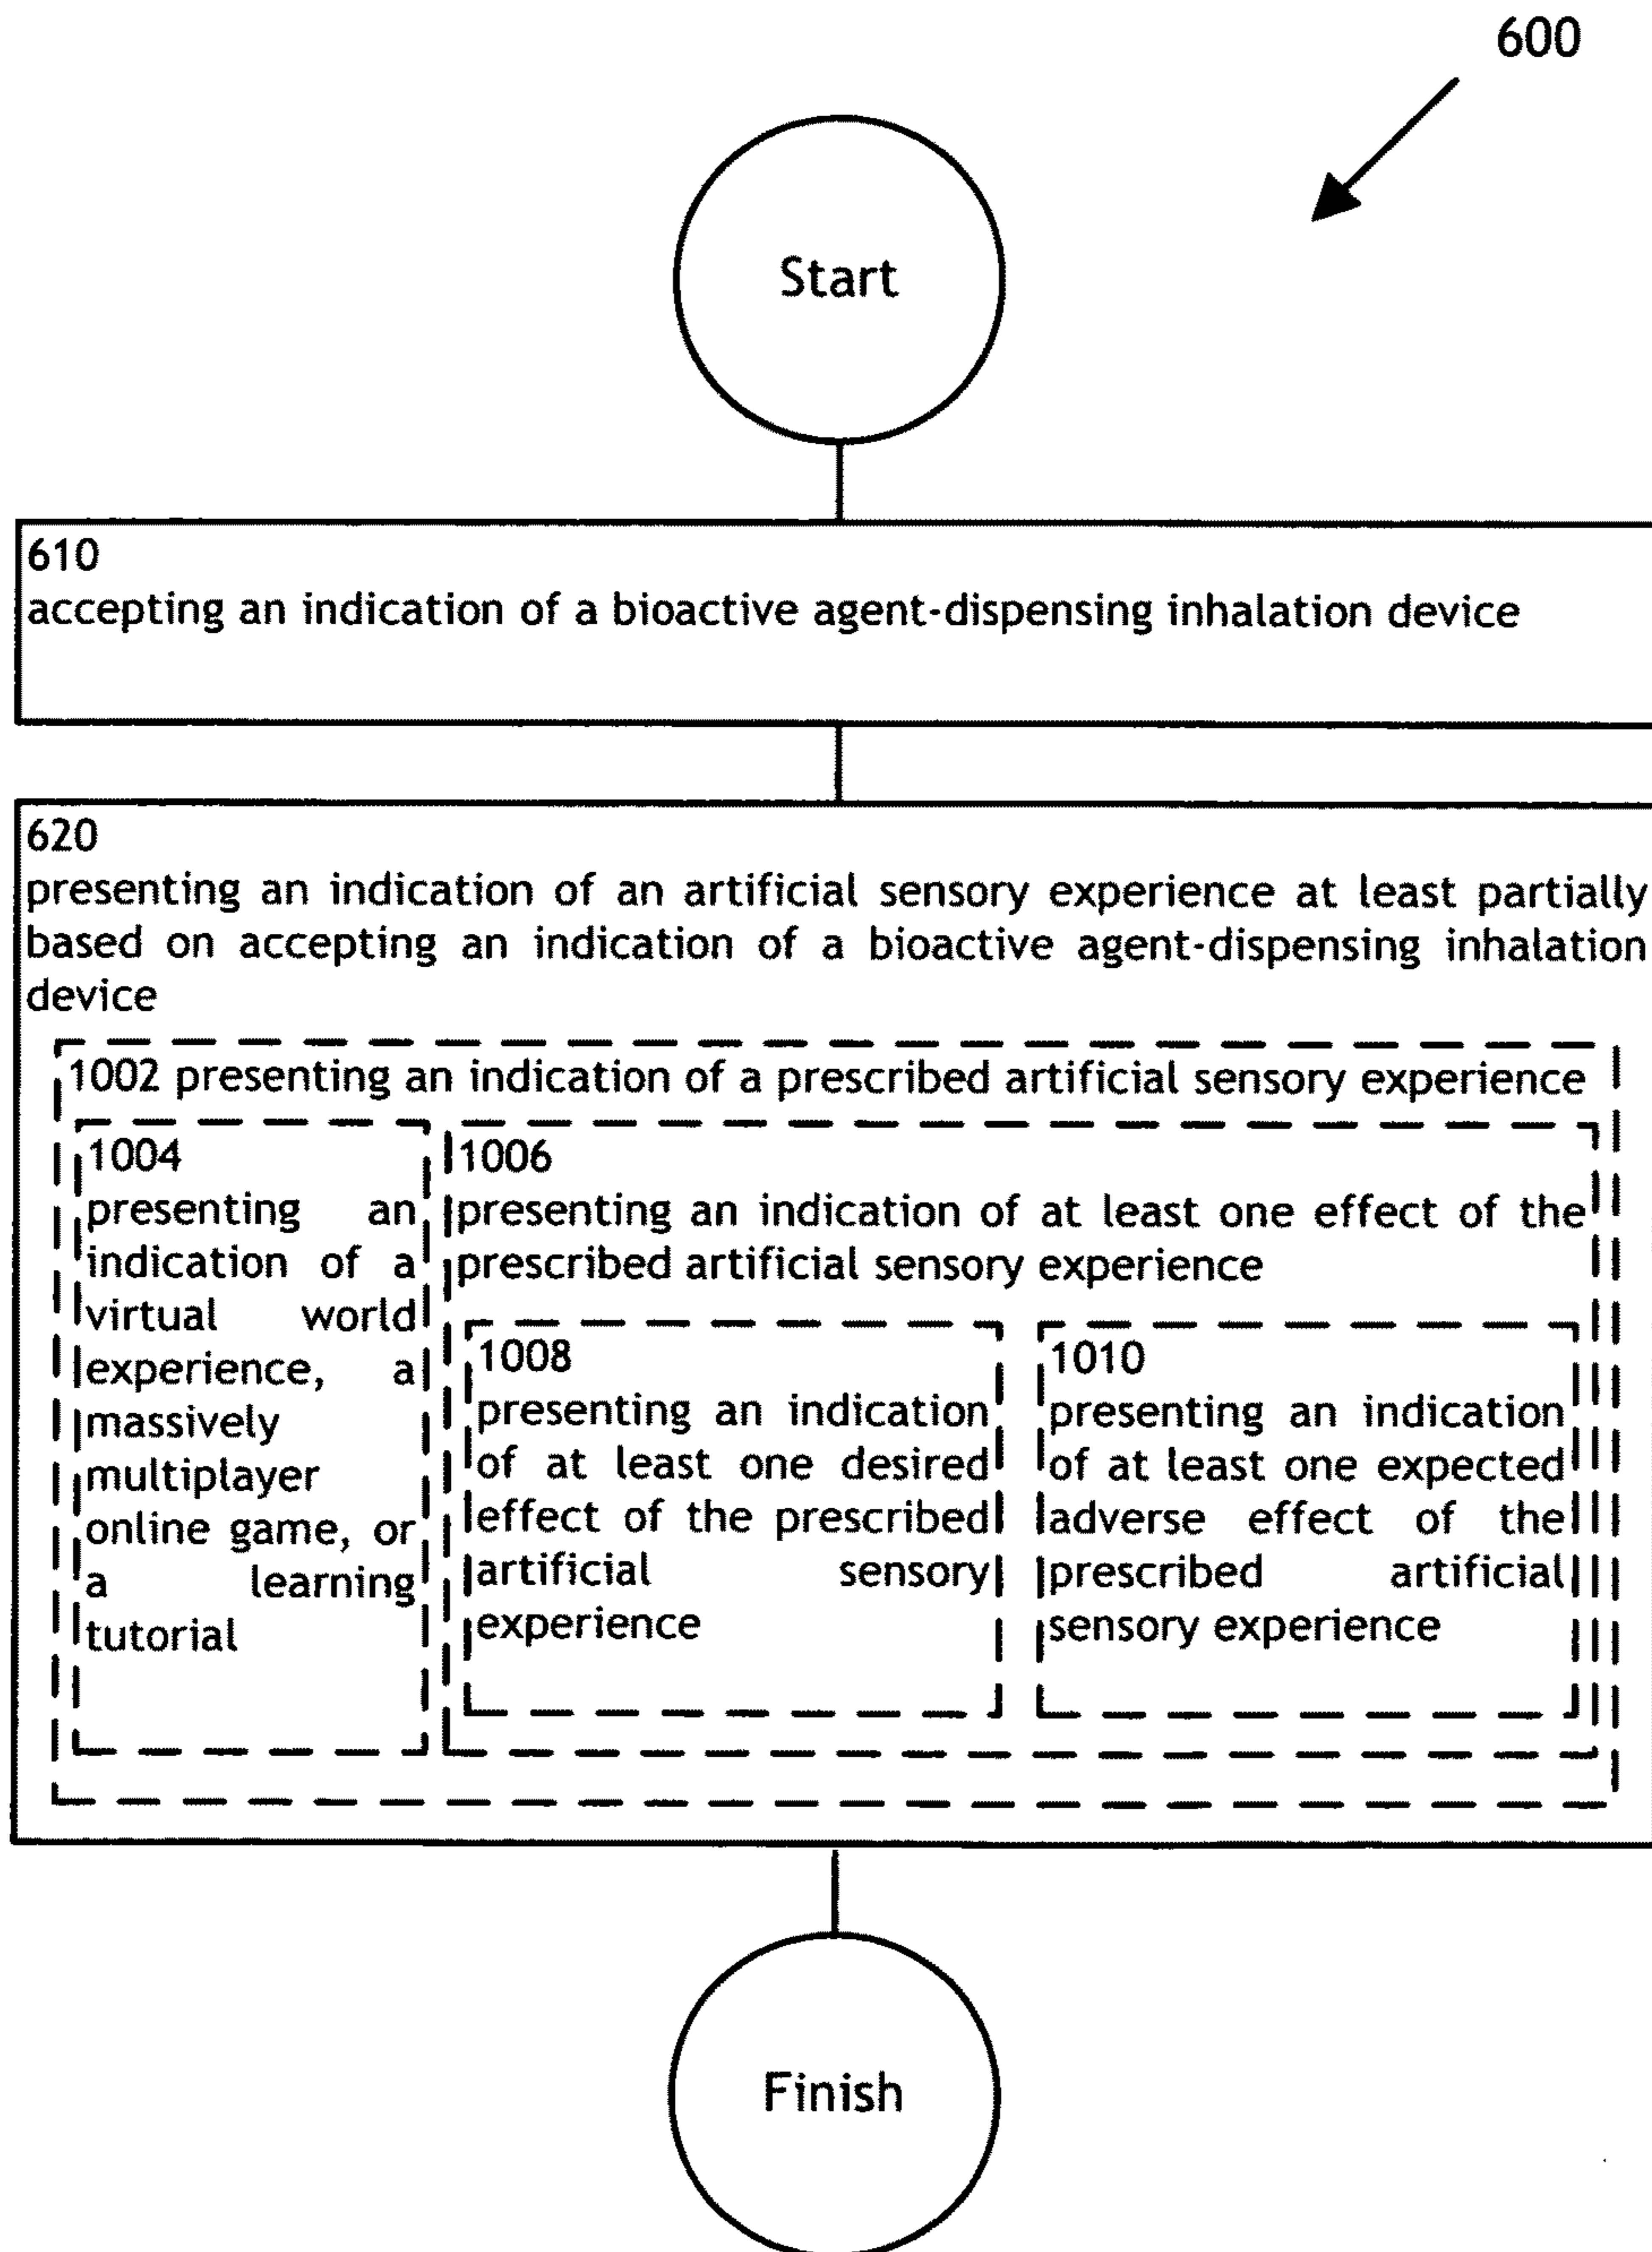 600
Start
610
accepting an indication of a bioactive agent-dispensing inhalation device
620
presenting an indication of an artificial sensory experience at least partially
based on accepting an indication of a bioactive agent-dispensing inhalation
device
1002 presenting an indication of a prescribed artificial sensory experience
1004
presenting an
indication of a
virtual world
experience, a
massively
multiplayer
online game, or
a learning
tutorial
1006
presenting an indication of at least one effect of the
prescribed artificial sensory experience
1008
presenting an indication
of at least one desired
effect of the prescribed
artificial sensory
experience
1010
presenting an indication
of at least one expected
adverse effect of the
prescribed artificial
sensory experience
Finish